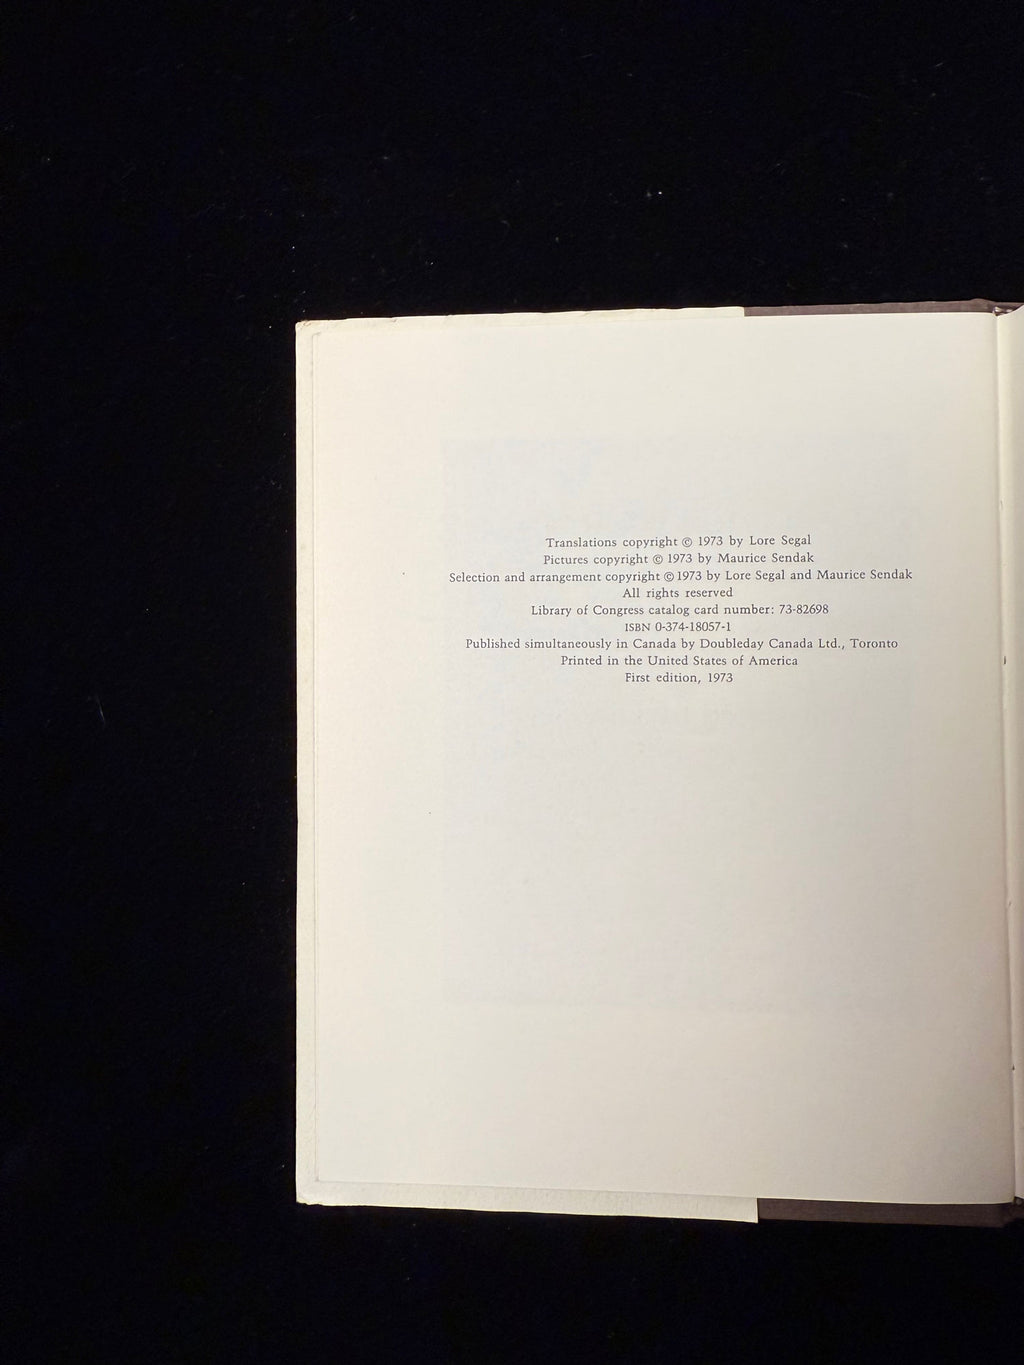 Translations copyright © 1973 by Lore Segal
Pictures copyright © 1973 by Maurice Sendak
Selection and arrangement copyright © 1973 by Lore Segal and Maurice Sendak
All rights reserved
Library of Congress catalog card number: 73-82698
ISBN 0-374-18057-1
Published simultaneously in Canada by Doubleday Canada Ltd., Toronto
Printed in the United States of America
First edition, 1973